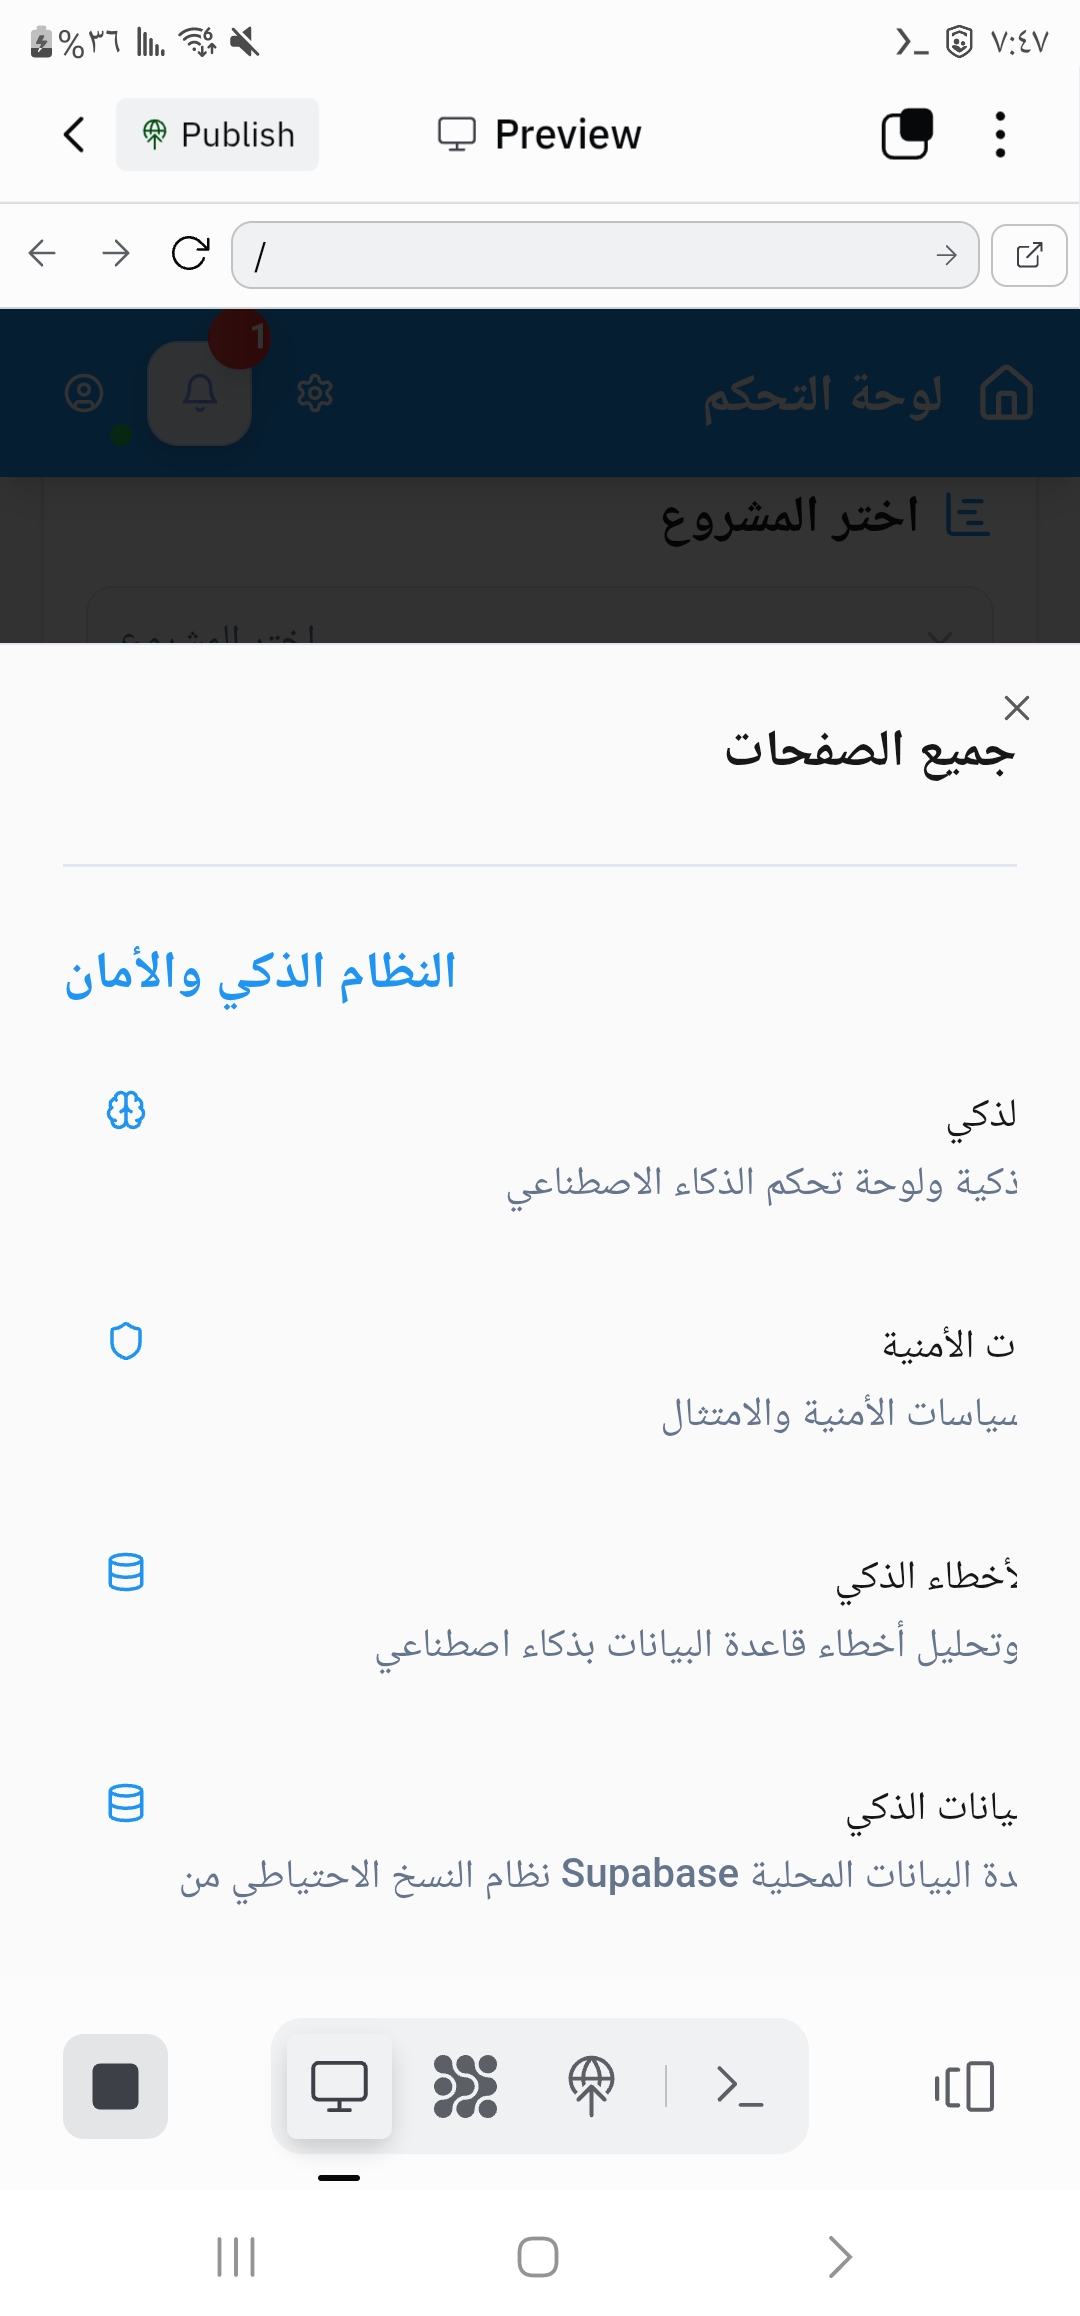 %٣٦
٧:٤٧
Publish
Preview
/
لوحة التحكم
1
اختر المشروع
اختر المشروع
جميع الصفحات
النظام الذكي والأمان
لذكي
ذكية ولوحة تحكم الذكاء الاصطناعي
ت الأمنية
سياسات الأمنية والامتثال
لأخطاء الذكي
وتحليل أخطاء قاعدة البيانات بذكاء اصطناعي
يانات الذكي
دة البيانات المحلية Supabase نظام النسخ الاحتياطي من